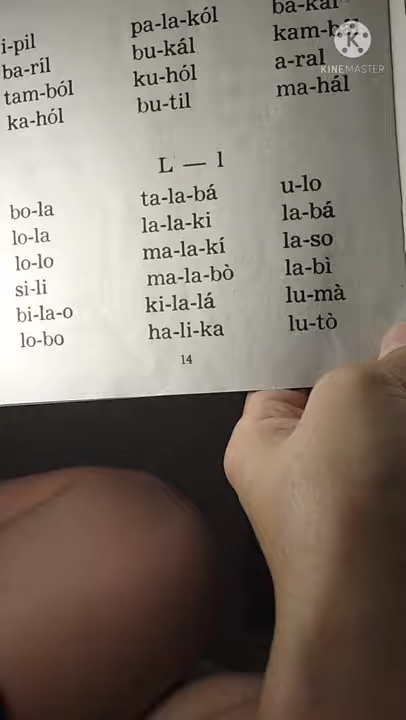 pa-la-kól
i-pil bu-kál
ba-ríl ku-hól a-ral
tam-ból bu-til ma-hál
ka-hól
L — l
bo-la ta-la-bá u-lo
lo-la la-la-ki la-bá
lo-lo ma-la-kí la-so
si-li ma-la-bò la-bì
bi-la-o ki-la-lá lu-mà
lo-bo ha-li-ka lu-tò
14
KINEMASTER